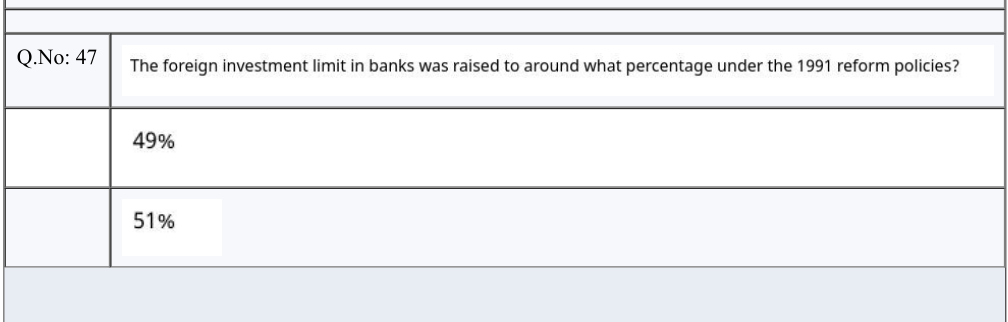 Q.No: 47
The foreign investment limit in banks was raised to around what percentage under the 1991 reform policies?
49%
51%